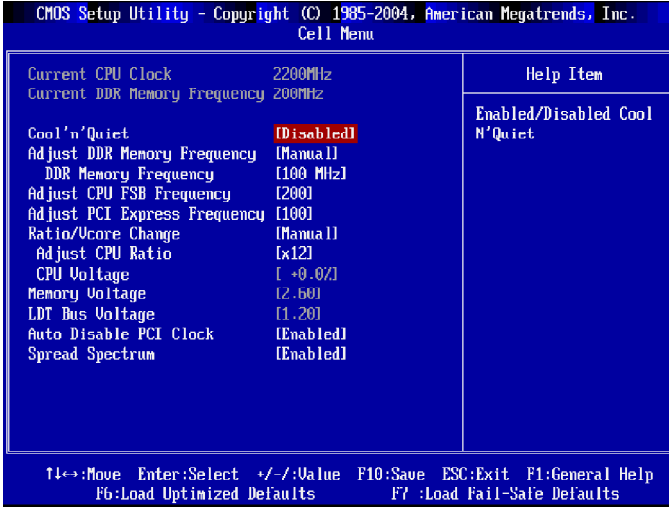 CMOS Setup Utility - Copyright (C) 1985-2004, American Megatrends, Inc.
Cell Menu
Current CPU Clock 2200MHz
Current DDR Memory Frequency 200MHz
Cool'n'Quiet [Disabled]
Adjust DDR Memory Frequency [Manual]
DDR Memory Frequency [100 MHz]
Adjust CPU FSB Frequency [200]
Adjust PCI Express Frequency [100]
Ratio/Vcore Change [Manual]
Adjust CPU Ratio [x12]
CPU Voltage [ +0.0%]
Memory Voltage [2.60]
LDT Bus Voltage [1.20]
Auto Disable PCI Clock [Enabled]
Spread Spectrum [Enabled]
Help Item
Enabled/Disabled Cool
N'Quiet
↑↓↔:Move Enter:Select +/-/:Value F10:Save ESC:Exit F1:General Help
F6:Load Optimized Defaults F7 :Load Fail-Safe Defaults